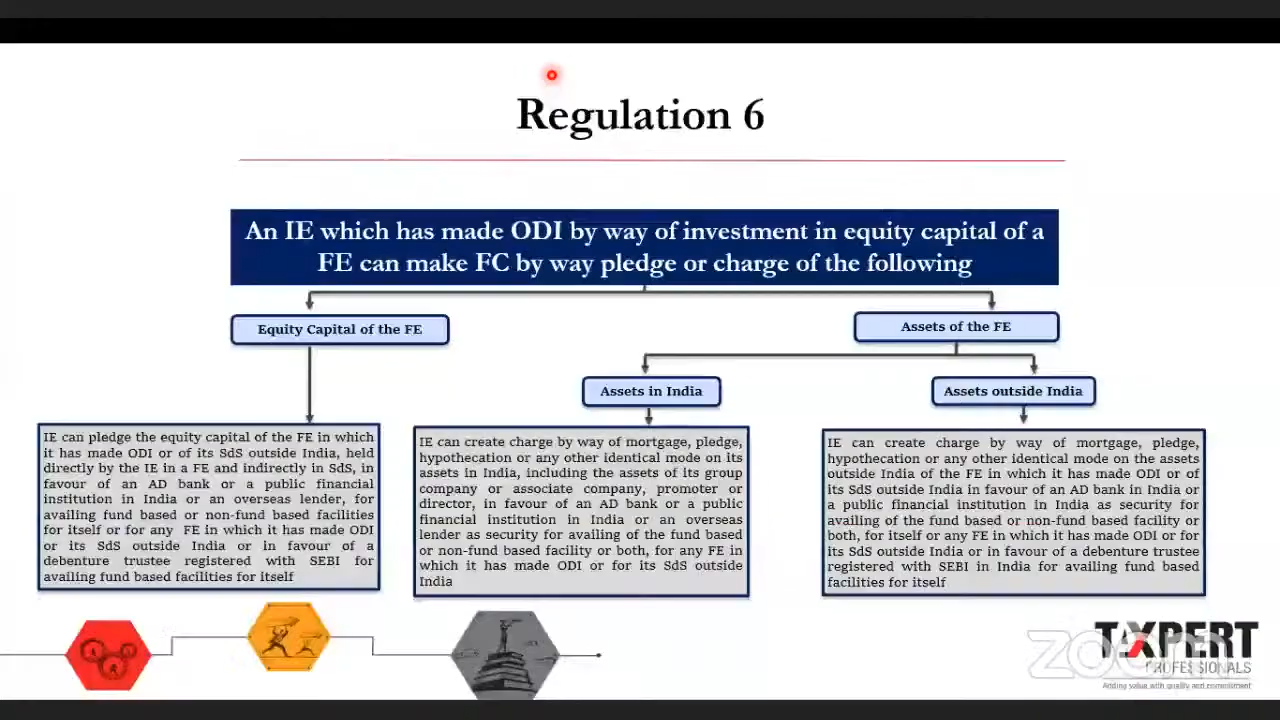 Regulation 6
An IE which has made ODI by way of investment in equity capital of a
FE can make FC by way pledge or charge of the following
Equity Capital of the FE
Assets of the FE
Assets in India
Assets outside India
IE can pledge the equity capital of the FE in which
it has made ODI or of its SdS outside India, held
directly by the IE in a FE and indirectly in SdS, in
favour of an AD bank or a public financial
institution in India or an overseas lender, for
availing fund based or non-fund based facilities
for itself or for any FE in which it has made ODI
or its SdS outside India or in favour of a
debenture trustee registered with SEBI for
availing fund based facilities for itself
IE can create charge by way of mortgage, pledge,
hypothecation or any other identical mode on its
assets in India, including the assets of its group
company or associate company, promoter or
director, in favour of an AD bank or a public
financial institution in India or an overseas
lender as security for availing of the fund based
or non-fund based facility or both, for any FE in
which it has made ODI or for its SdS outside
India
IE can create charge by way of mortgage, pledge,
hypothecation or any other identical mode on the assets
outside India of the FE in which it has made ODI or of
its SdS outside India in favour of an AD bank in India or
a public financial institution in India as security for
availing of the fund based or non-fund based facility or
both, for itself or any FE in which it has made ODI or for
its SdS outside India or in favour of a debenture trustee
registered with SEBI in India for availing fund based
facilities for itself
TAXPERT
PROFESSIONALS
Adding value with quality and commitment
zoom